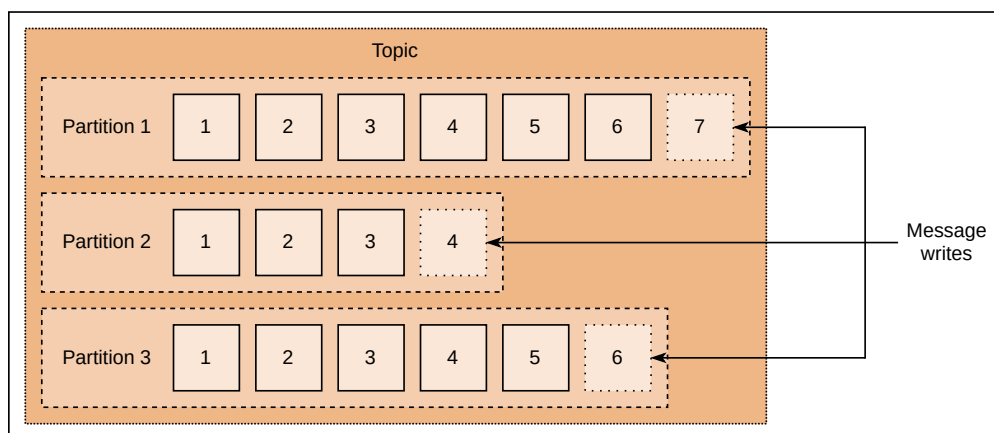 Topic
Partition 1 1 2 3 4 5 6 7
Partition 2 1 2 3 4
Message
writes
Partition 3 1 2 3 4 5 6